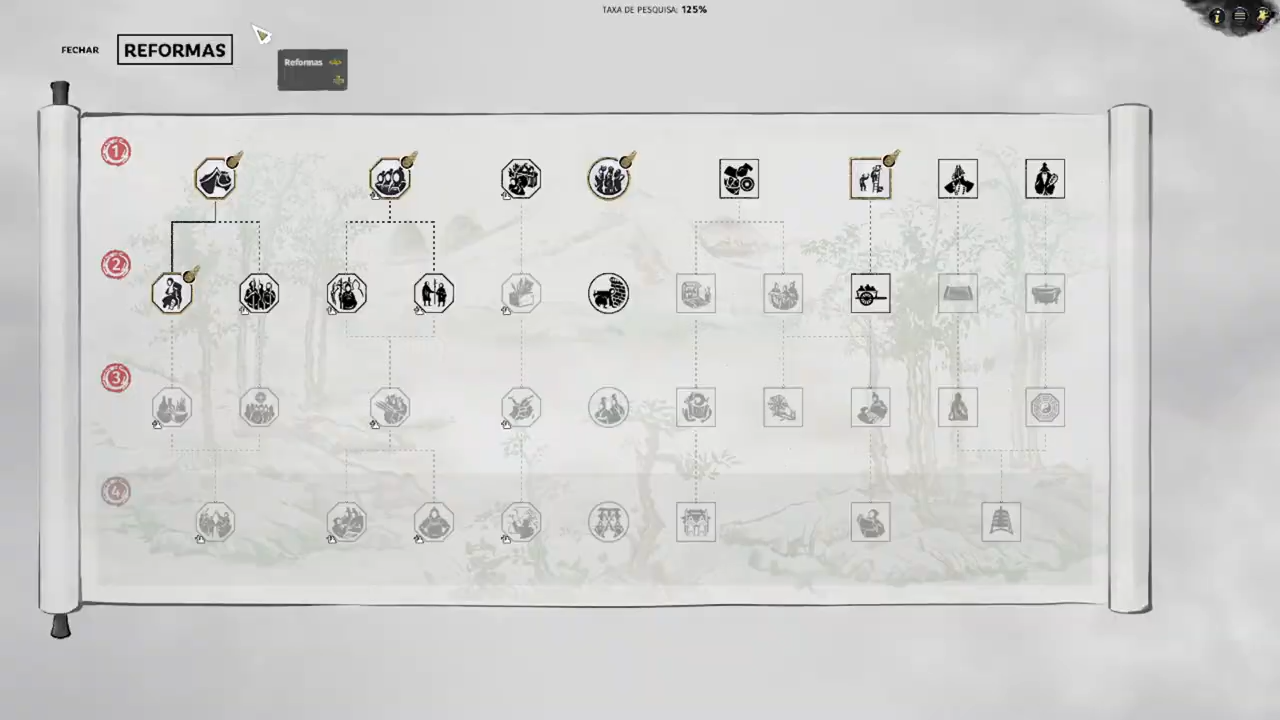 TAXA DE PESQUISA: 125%
FECHAR
REFORMAS
Reformas
1
2
3
4